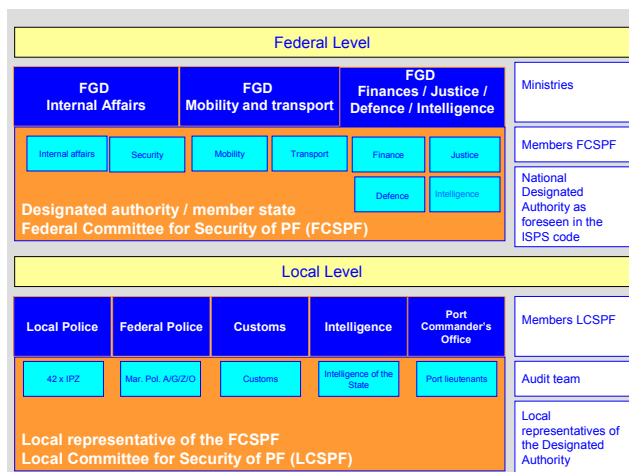 Federal Level
FGD
Internal Affairs
FGD
Mobility and transport
FGD
Finances / Justice /
Defence / Intelligence
Ministries
Internal affairs
Security
Mobility
Transport
Finance
Justice
Members FCSPF
Defence
Intelligence
National
Designated
Authority as
foreseen in the
ISPS code
Designated authority / member state
Federal Committee for Security of PF (FCSPF)
Local Level
Local Police
Federal Police
Customs
Intelligence
Port
Commander's
Office
Members LCSPF
42 x IPZ
Mar. Pol. A/G/Z/O
Customs
Intelligence of the
State
Port lieutenants
Audit team
Local representative of the FCSPF
Local Committee for Security of PF (LCSPF)
Local
representatives of
the Designated
Authority